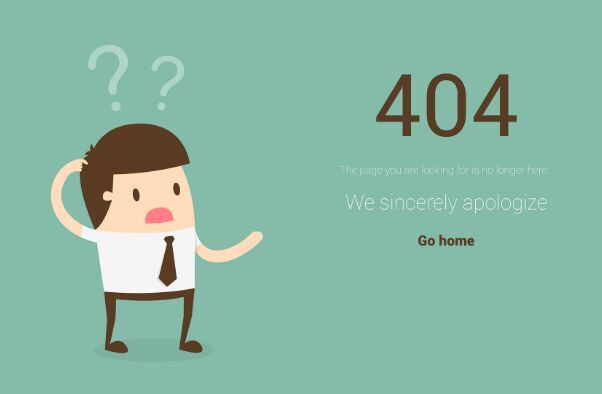 ? ?
404
The page you are looking for is no longer here.
We sincerely apologize
Go home